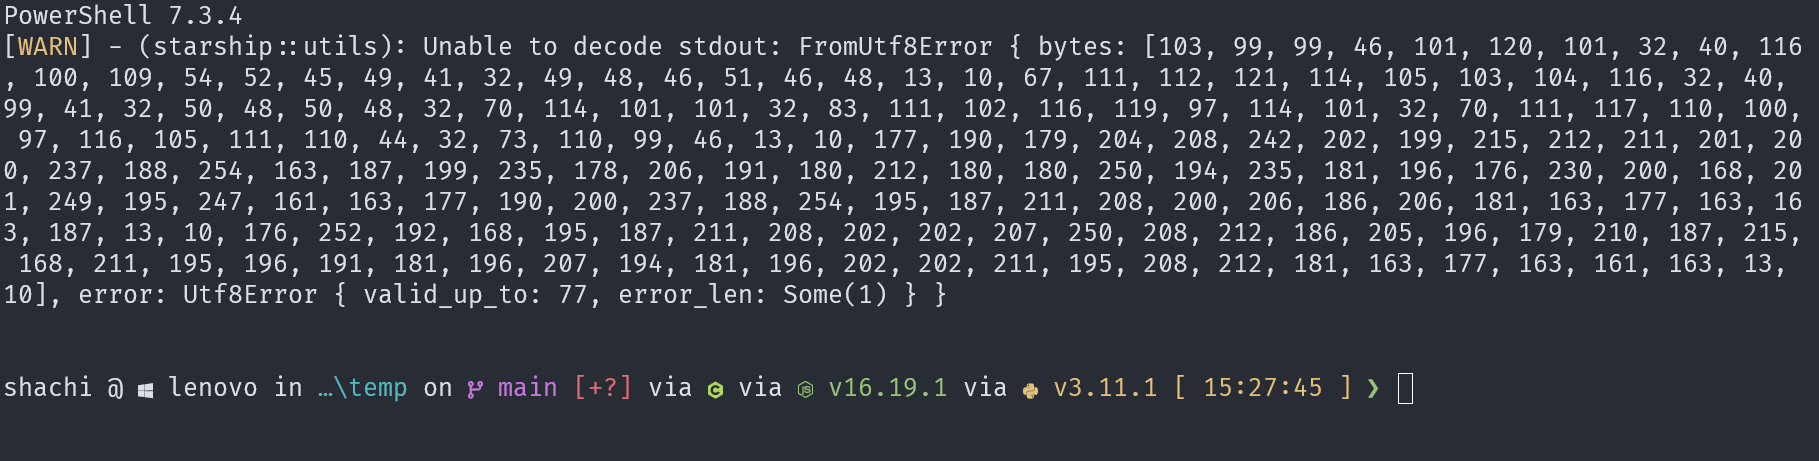 PowerShell 7.3.4
[WARN] - (starship::utils): Unable to decode stdout: FromUtf8Error { bytes: [103, 99, 99, 46, 101, 120, 101, 32, 40, 116
, 100, 109, 54, 52, 45, 49, 41, 32, 49, 48, 46, 51, 46, 48, 13, 10, 67, 111, 112, 121, 114, 105, 103, 104, 116, 32, 40,
99, 41, 32, 50, 48, 50, 48, 32, 70, 114, 101, 101, 32, 83, 111, 102, 116, 119, 97, 114, 101, 32, 70, 111, 117, 110, 100,
97, 116, 105, 111, 110, 44, 32, 73, 110, 99, 46, 13, 10, 177, 190, 179, 204, 208, 242, 202, 199, 215, 212, 211, 201, 20
0, 237, 188, 254, 163, 187, 199, 235, 178, 206, 191, 180, 212, 180, 180, 250, 194, 235, 181, 196, 176, 230, 200, 168, 20
1, 249, 195, 247, 161, 163, 177, 190, 200, 237, 188, 254, 195, 187, 211, 208, 200, 206, 186, 206, 181, 163, 177, 163, 16
3, 187, 13, 10, 176, 252, 192, 168, 195, 187, 211, 208, 202, 202, 207, 250, 208, 212, 186, 205, 196, 179, 210, 187, 215,
168, 211, 195, 196, 191, 181, 196, 207, 194, 181, 196, 202, 202, 211, 195, 208, 212, 181, 163, 177, 163, 161, 163, 13,
10], error: Utf8Error { valid_up_to: 77, error_len: Some(1) } }
shachi @ lenovo in …\temp on main [+?] via C via JS v16.19.1 via v3.11.1 [ 15:27:45 ] ❯